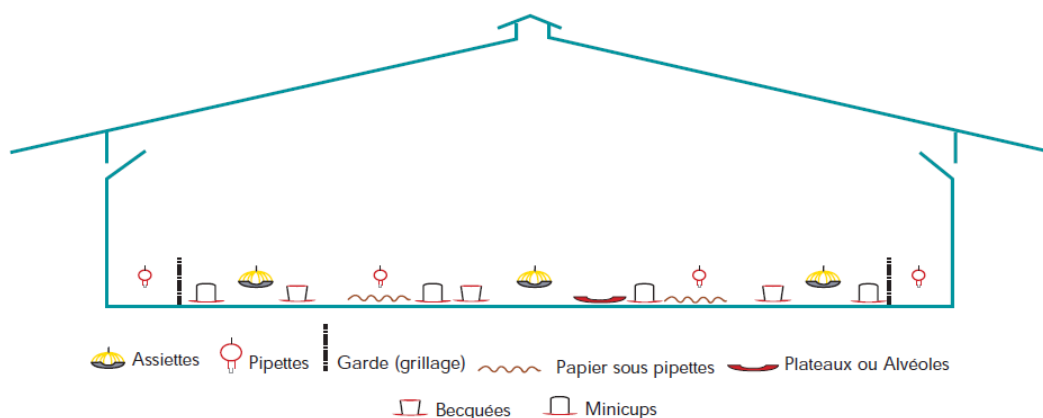 Assiettes Pipettes Garde (grillage) Papier sous pipettes Plateaux ou Alvéoles
Becquées Minicups